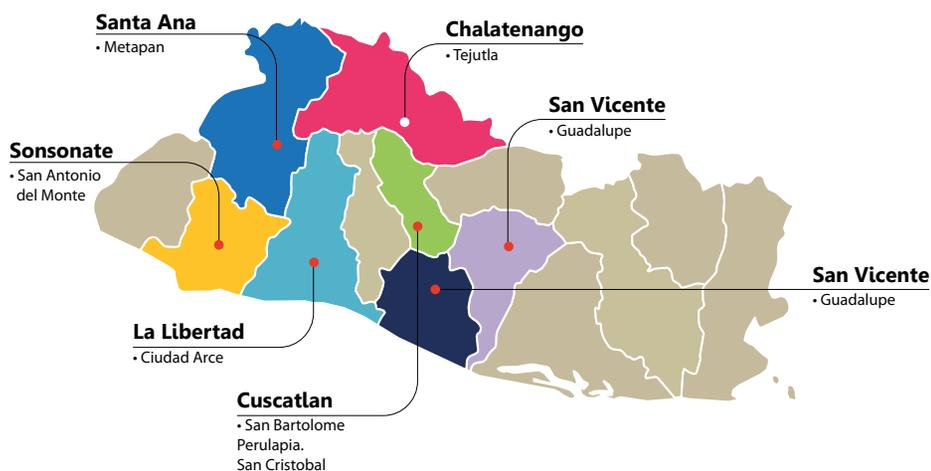 Santa Ana
• Metapan
Chalatenango
• Tejutla
San Vicente
• Guadalupe
Sonsonate
• San Antonio
del Monte
San Vicente
• Guadalupe
La Libertad
• Ciudad Arce
Cuscatlan
• San Bartolome
Perulapia.
San Cristobal